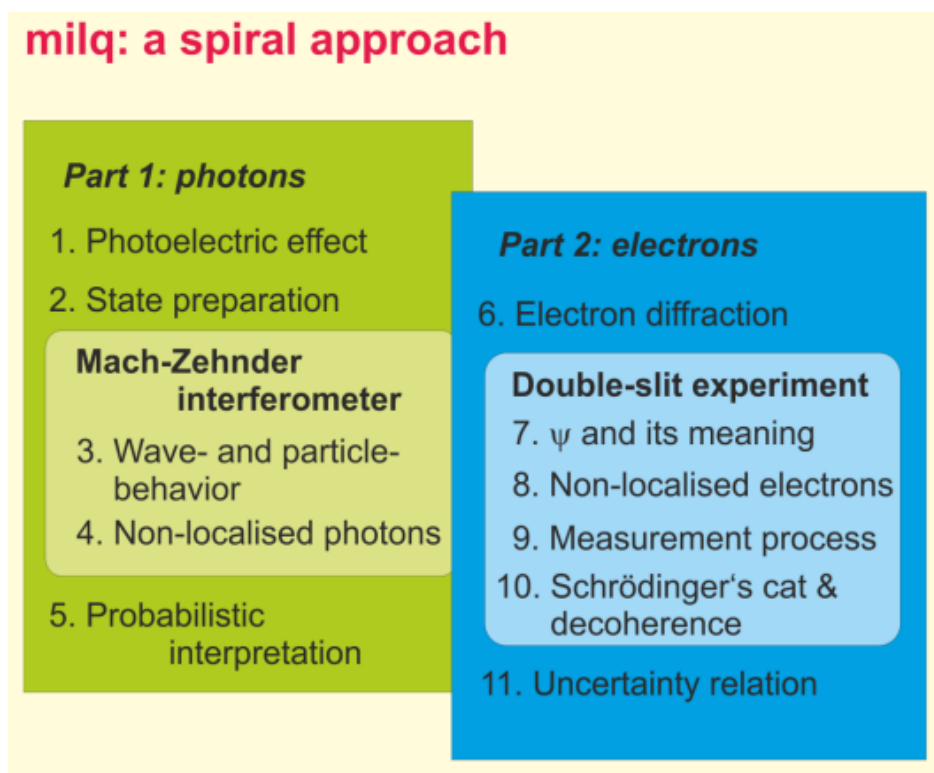 milq: a spiral approach
Part 1: photons
1. Photoelectric effect
2. State preparation
Mach-Zehnder
interferometer
3. Wave- and particle-
behavior
4. Non-localised photons
5. Probabilistic
interpretation
Part 2: electrons
6. Electron diffraction
Double-slit experiment
7. ψ and its meaning
8. Non-localised electrons
9. Measurement process
10. Schrödinger‘s cat &
decoherence
11. Uncertainty relation